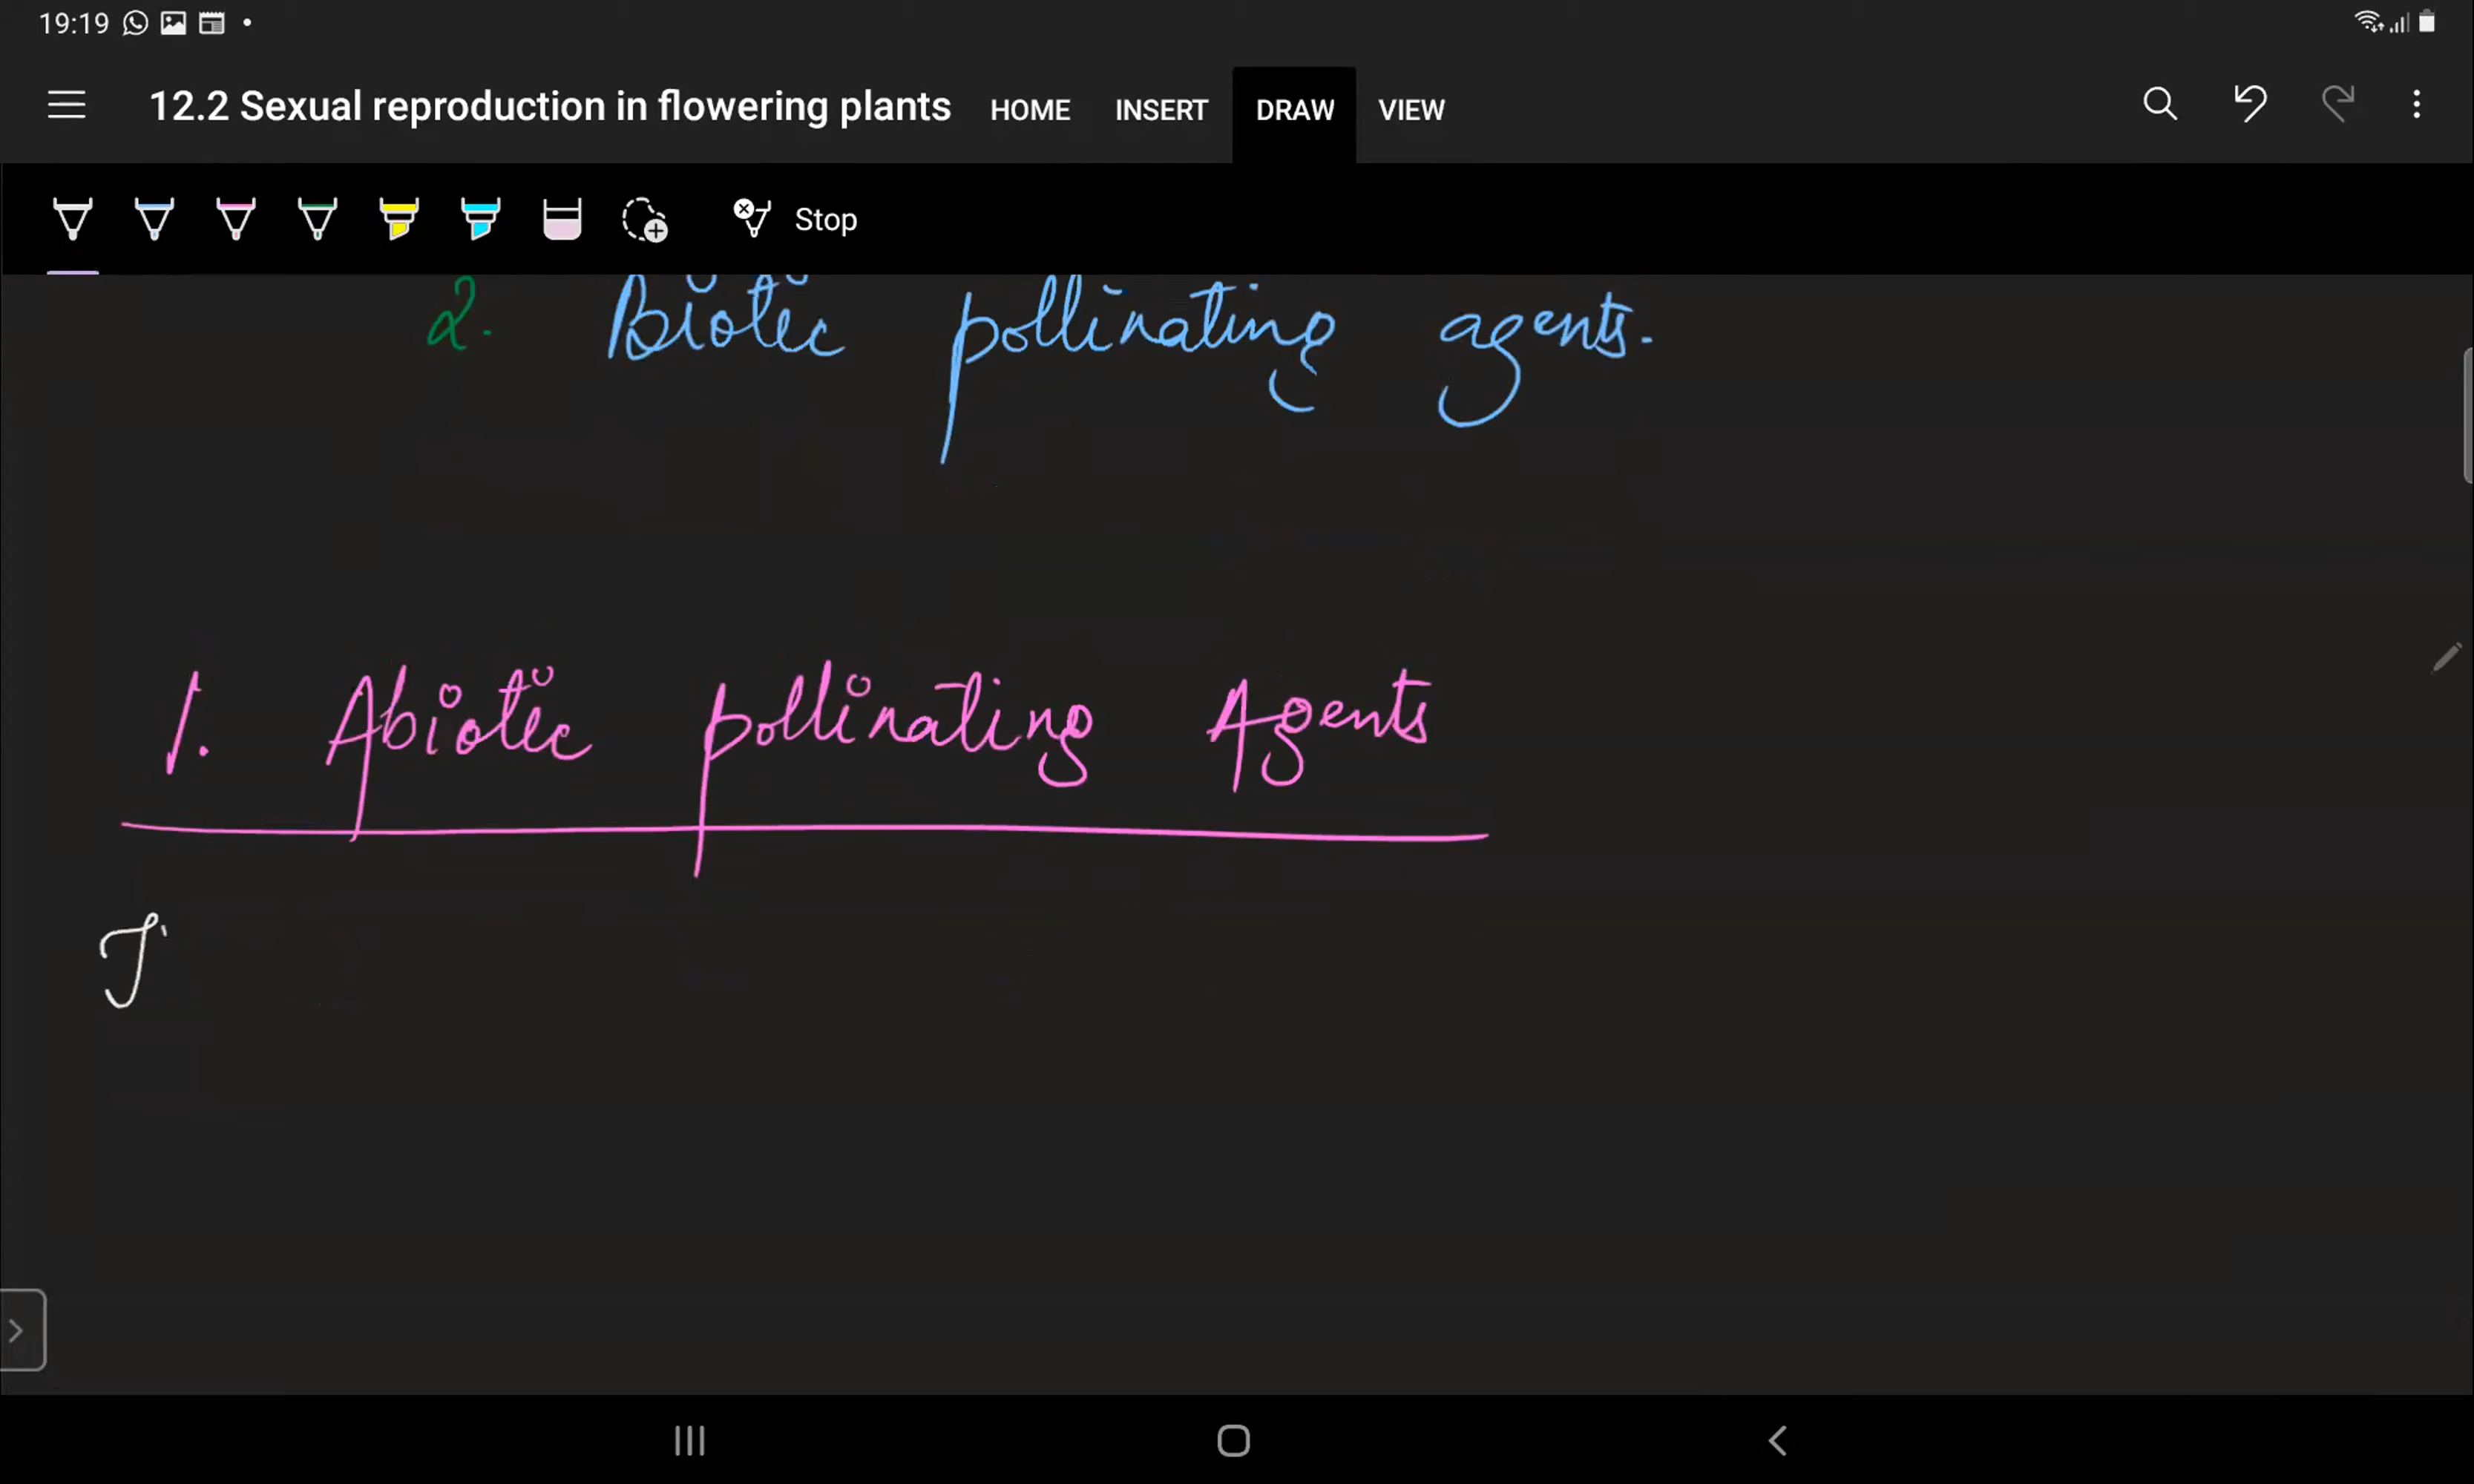 19:19
12.2 Sexual reproduction in flowering plants HOME INSERT DRAW VIEW
Stop
2. Biotic pollinating agents.
1. Abiotic pollinating Agents